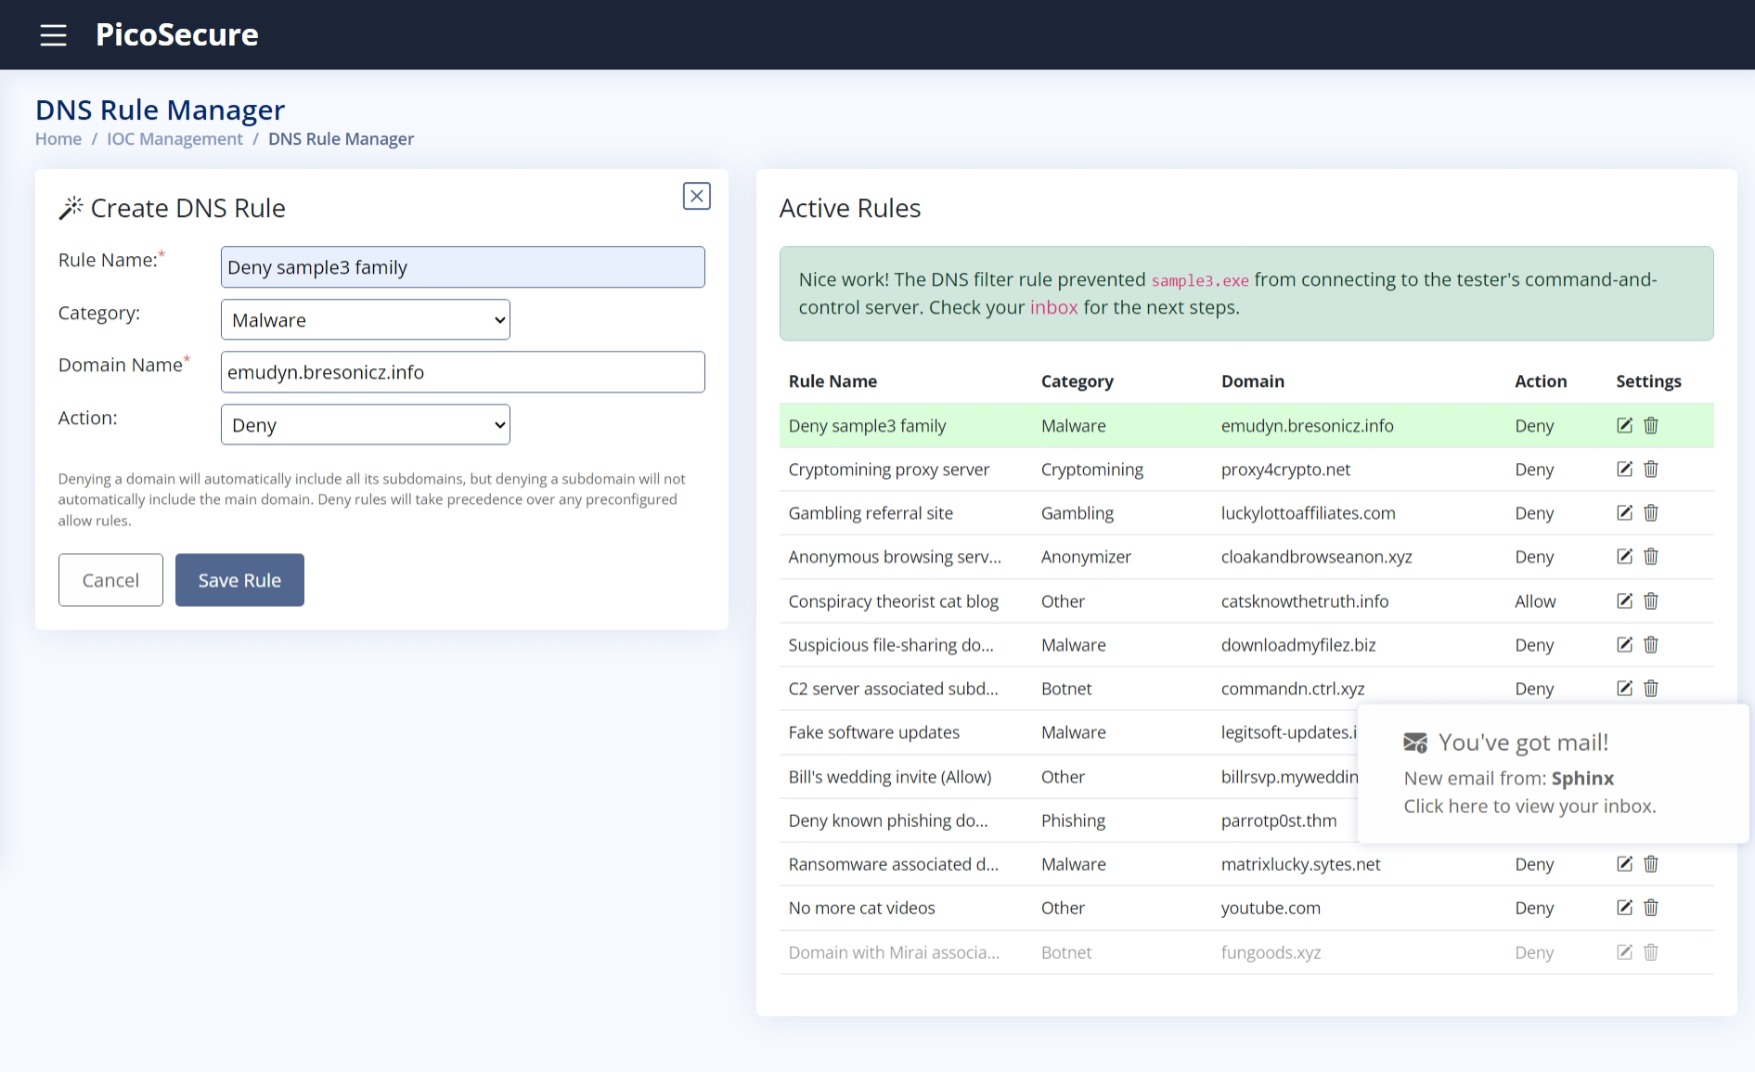 PicoSecure
DNS Rule Manager
Home / IOC Management / DNS Rule Manager
Create DNS Rule
Rule Name:* Deny sample3 family
Category: Malware
Domain Name* emudyn.bresonicz.info
Action: Deny
Denying a domain will automatically include all its subdomains, but denying a subdomain will not
automatically include the main domain. Deny rules will take precedence over any preconfigured
allow rules.
Cancel Save Rule
Active Rules
Nice work! The DNS filter rule prevented sample3.exe from connecting to the tester's command-and-
control server. Check your inbox for the next steps.
Rule Name Category Domain Action Settings
Deny sample3 family Malware emudyn.bresonicz.info Deny
Cryptomining proxy server Cryptomining proxy4crypto.net Deny
Gambling referral site Gambling luckylottoaffiliates.com Deny
Anonymous browsing serv... Anonymizer cloakandbrowseanon.xyz Deny
Conspiracy theorist cat blog Other catsknowthetruth.info Allow
Suspicious file-sharing do... Malware downloadmyfilez.biz Deny
C2 server associated subd... Botnet commandn.ctrl.xyz Deny
Fake software updates Malware legitsoft-updates.i
Bill's wedding invite (Allow) Other billrsvp.myweddin
Deny known phishing do... Phishing parrotp0st.thm
Ransomware associated d... Malware matrixlucky.sytes.net Deny
No more cat videos Other youtube.com Deny
Domain with Mirai associa... Botnet fungoods.xyz Deny
You've got mail!
New email from: Sphinx
Click here to view your inbox.